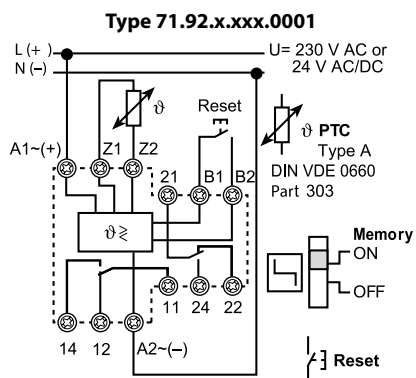 Type 71.92.x.xxx.0001
L (+)
N (–)
U= 230 V AC or
24 V AC/DC
ϑ
Reset
ϑ PTC
Type A
DIN VDE 0660
Part 303
A1~(+)
Z1
Z2
21
B1
B2
ϑ ≷
Memory
ON
OFF
11
24
22
14
12
A2~(–)
Reset